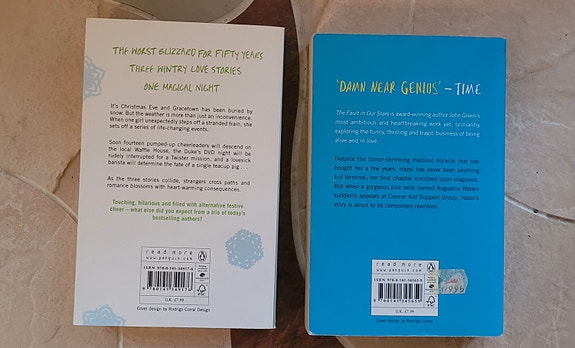 THE WORST BLIZZARD FOR FIFTY YEARS
THREE WINTRY LOVE STORIES
ONE MAGICAL NIGHT
It's Christmas Eve and Gracetown has been buried by
snow. But the weather is more than just an inconvenience.
When one girl unexpectedly steps off a stranded train, she
sets off a series of life-changing events.
Soon fourteen pumped-up cheerleaders will descend on
the local Waffle House, the Duke's DVD night will be
rudely interrupted for a Twister mission, and a lovesick
barista will determine the fate of a single teacup pig . . .
As the three stories collide, strangers cross paths and
romance blossoms with heart-warming consequences.
Touching, hilarious and filled with alternative festive
cheer – what else did you expect from a trio of today's
bestselling authors?
read more
www.penguin.com
U.K. £7.99
Cover design by Rodrigo Corral Design
'DAMN NEAR GENIUS' – TIME
The Fault in Our Stars is award-winning author John Green's
most ambitious and heartbreaking work yet, brilliantly
exploring the funny, thrilling and tragic business of being
alive and in love.
Despite the tumor-shrinking medical miracle that has
bought her a few years, Hazel has never been anything
but terminal, her final chapter inscribed upon diagnosis.
But when a gorgeous plot twist named Augustus Waters
suddenly appears at Cancer Kid Support Group, Hazel's
story is about to be completely rewritten.
read more
www.penguin.com
U.K. £7.99
Cover design by Rodrigo Corral